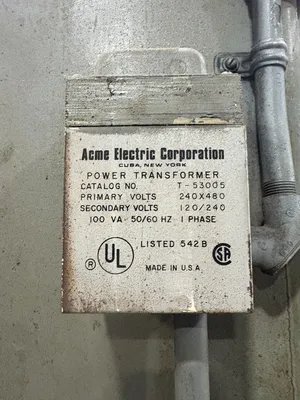 Acme Electric Corporation
CUBA, NEW YORK
POWER TRANSFORMER
CATALOG NO. T-53005
PRIMARY VOLTS 240X480
SECONDARY VOLTS 120/240
100 VA - 50/60 HZ 1 PHASE
LISTED 542B
® UL SA
MADE IN U.S.A.